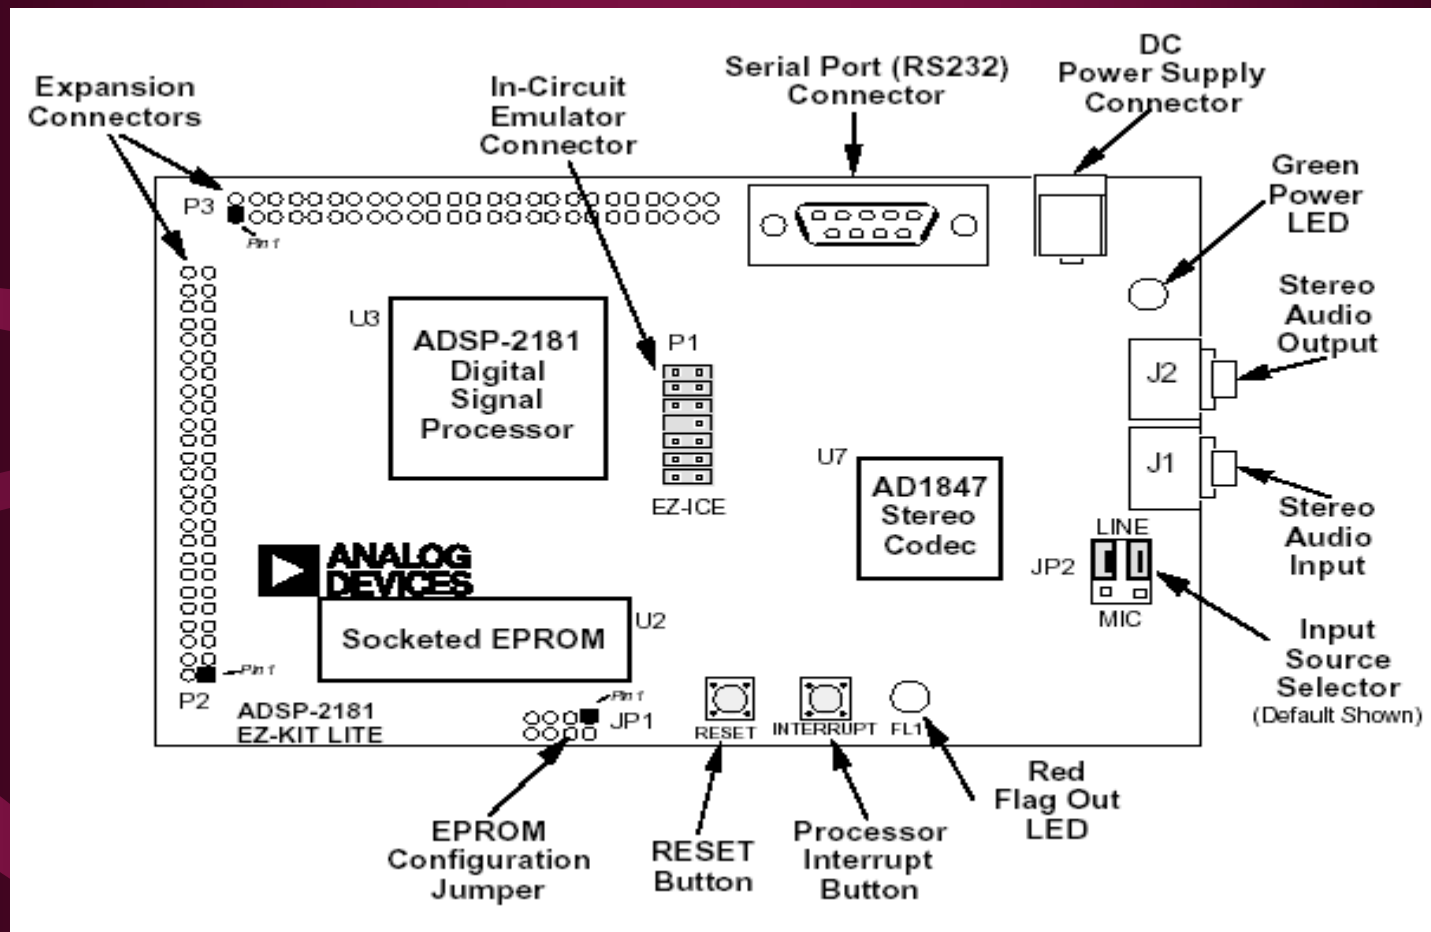 Expansion
Connectors
In-Circuit
Emulator
Connector
Serial Port (RS232)
Connector
DC
Power Supply
Connector
Green
Power
LED
Stereo
Audio
Output
Stereo
Audio
Input
Input
Source
Selector
(Default Shown)
P3
Pin 1
U3
ADSP-2181
Digital
Signal
Processor
P1
EZ-ICE
J2
J1
U7
AD1847
Stereo
Codec
LINE
JP2
MIC
ANALOG
DEVICES
Socketed EPROM
U2
Pin 1
P2
ADSP-2181
EZ-KIT LITE
Pin 1
JP1
RESET
INTERRUPT
FL1
EPROM
Configuration
Jumper
RESET
Button
Processor
Interrupt
Button
Red
Flag Out
LED